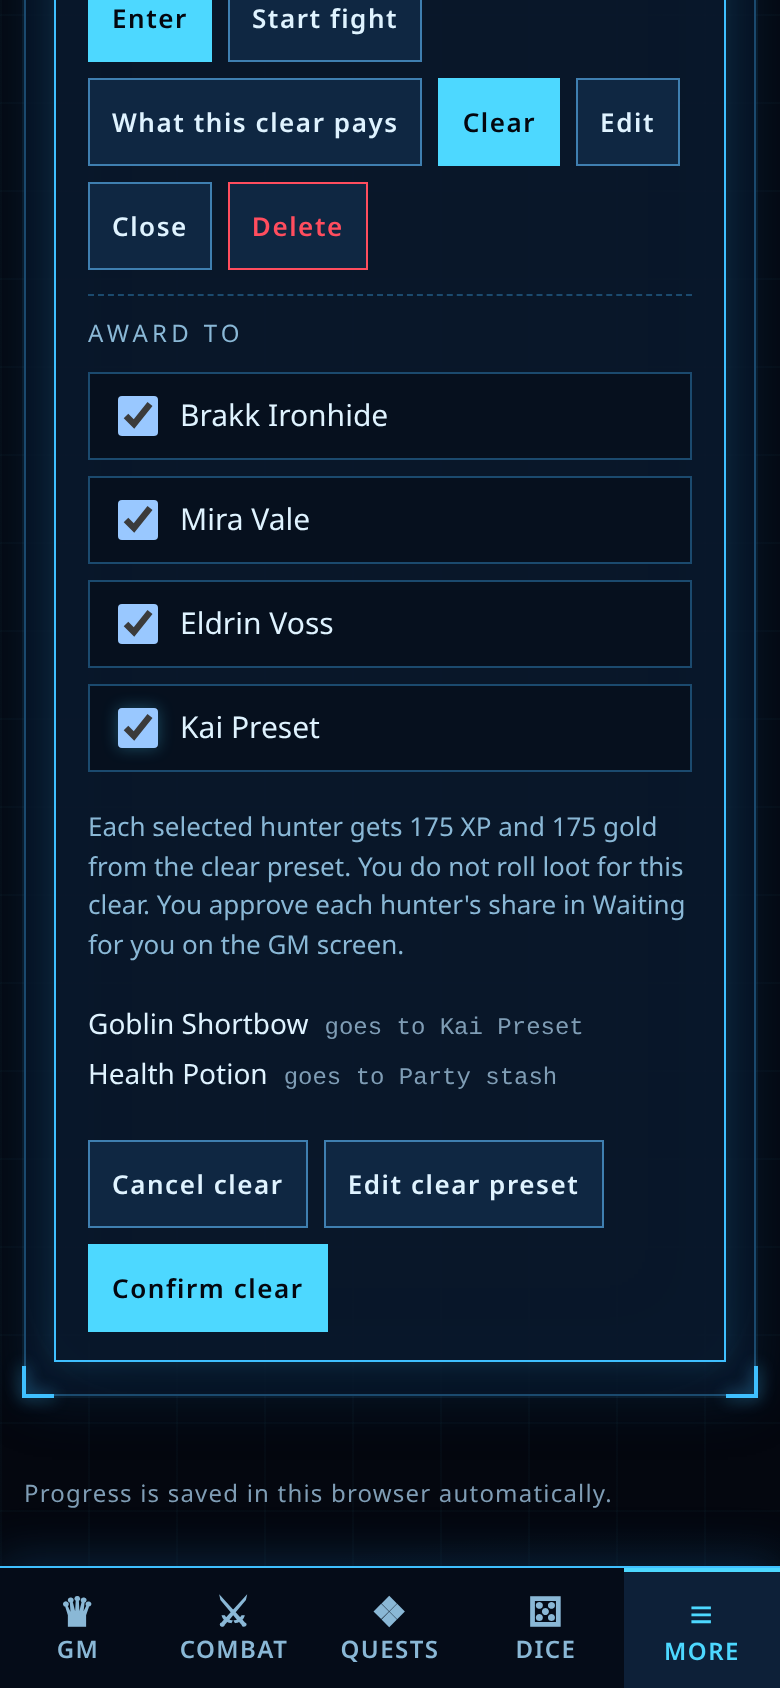 Enter
Start fight
What this clear pays
Clear
Edit
Close
Delete
AWARD TO
Brakk Ironhide
Mira Vale
Eldrin Voss
Kai Preset
Each selected hunter gets 175 XP and 175 gold
from the clear preset. You do not roll loot for this
clear. You approve each hunter's share in Waiting
for you on the GM screen.
Goblin Shortbow goes to Kai Preset
Health Potion goes to Party stash
Cancel clear
Edit clear preset
Confirm clear
Progress is saved in this browser automatically.
GM
COMBAT
QUESTS
DICE
MORE